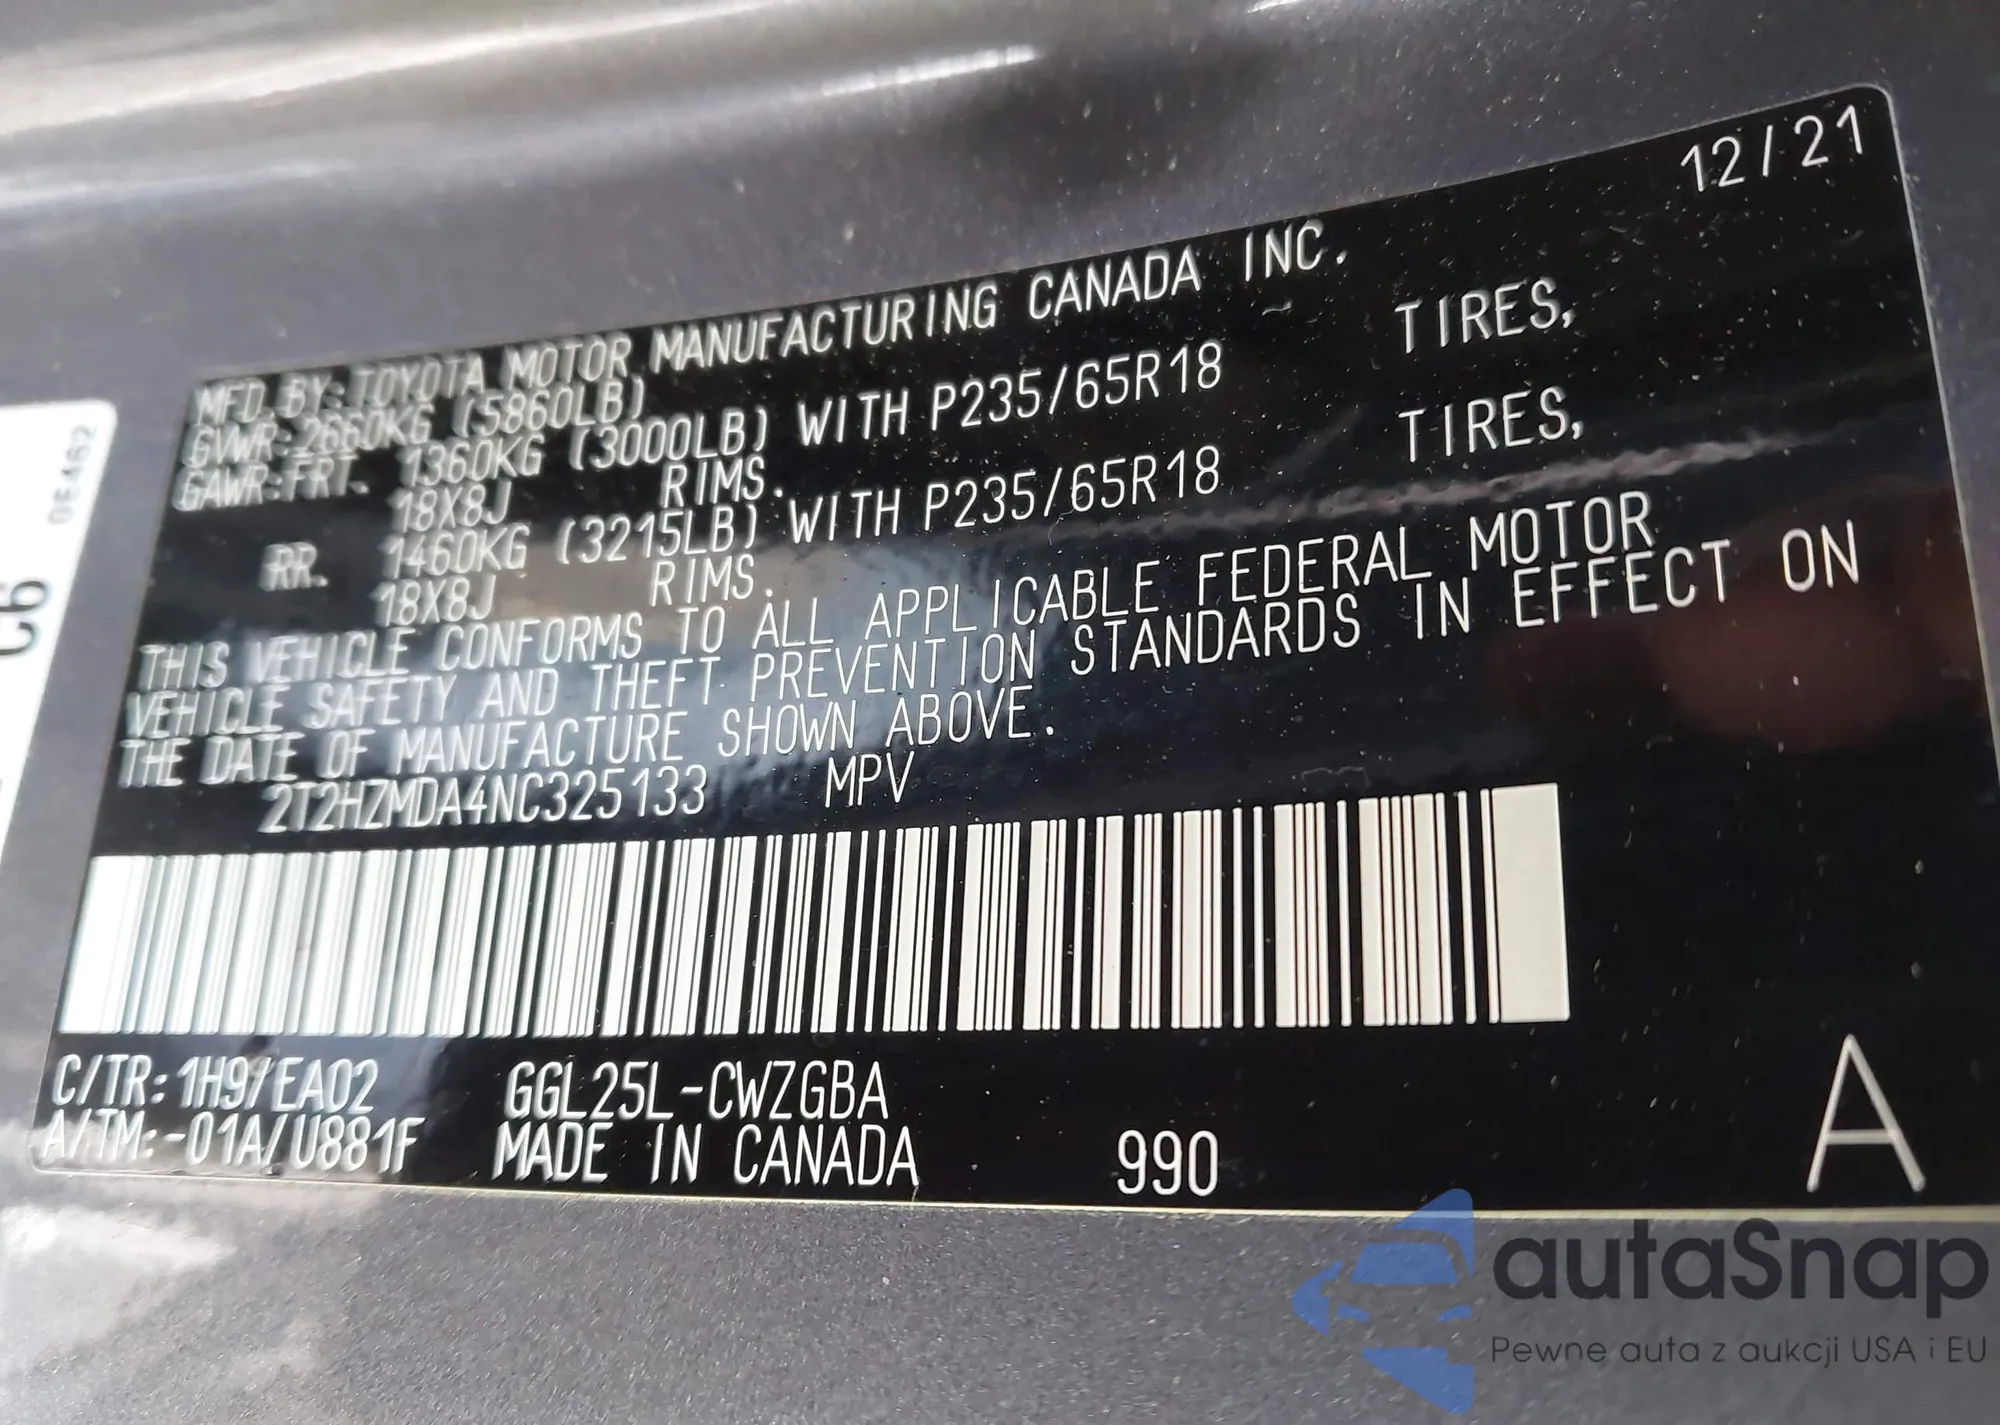 12/21
MFD. BY: TOYOTA MOTOR MANUFACTURING CANADA INC.
GVWR: 2660KG (5860LB)
GAWR: FRT. 1360KG (3000LB) WITH P235/65R18 TIRES,
18X8J RIMS.
RR. 1460KG (3215LB) WITH P235/65R18 TIRES,
18X8J RIMS.
THIS VEHICLE CONFORMS TO ALL APPLICABLE FEDERAL MOTOR
VEHICLE SAFETY AND THEFT PREVENTION STANDARDS IN EFFECT ON
THE DATE OF MANUFACTURE SHOWN ABOVE.
2T2HZMDA4NC325133 MPV
C/TR: 1H9/EA02 GGL25L-CWZGBA
A/TM: -01A/U881F MADE IN CANADA 990
A
0E462
autaSnap
Pewne auta z aukcji USA i EU